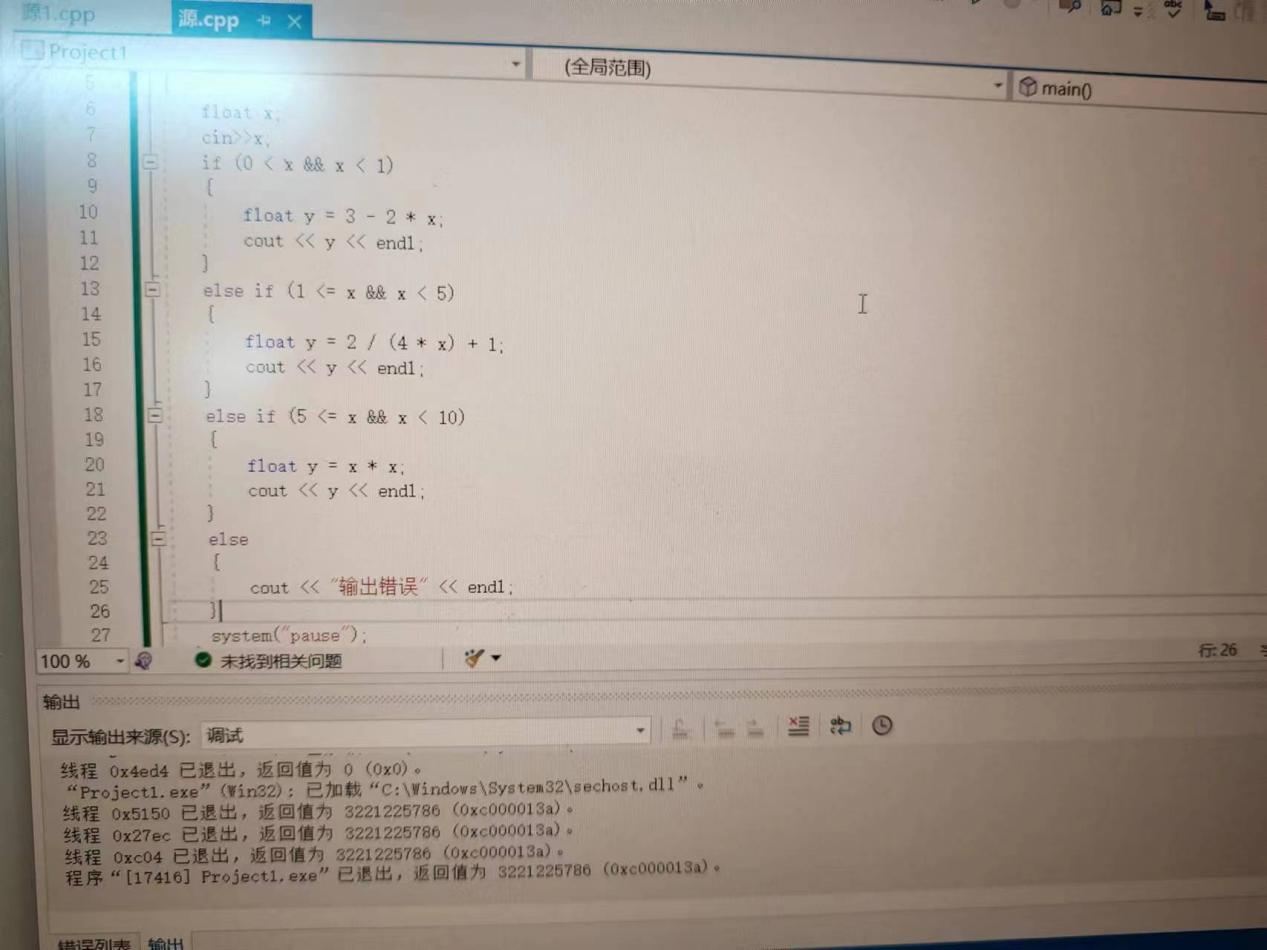 源1.cpp 源.cpp
Project1 (全局范围) main()
5
6 float x;
7 cin>>x;
8 if (0 < x && x < 1)
9 {
10 float y = 3 - 2 * x;
11 cout << y << endl;
12 }
13 else if (1 <= x && x < 5)
14 {
15 float y = 2 / (4 * x) + 1;
16 cout << y << endl;
17 }
18 else if (5 <= x && x < 10)
19 {
20 float y = x * x;
21 cout << y << endl;
22 }
23 else
24 {
25 cout << "输出错误" << endl;
26 }
27 system("pause");
100 % 未找到相关问题 行: 26
输出
显示输出来源(S): 调试
线程 0x4ed4 已退出，返回值为 0 (0x0)。
“Project1.exe”(Win32): 已加载“C:\Windows\System32\sechost.dll”。
线程 0x5150 已退出，返回值为 3221225786 (0xc000013a)。
线程 0x27ec 已退出，返回值为 3221225786 (0xc000013a)。
线程 0xc04 已退出，返回值为 3221225786 (0xc000013a)。
程序“[17416] Project1.exe”已退出，返回值为 3221225786 (0xc000013a)。
错误列表 输出